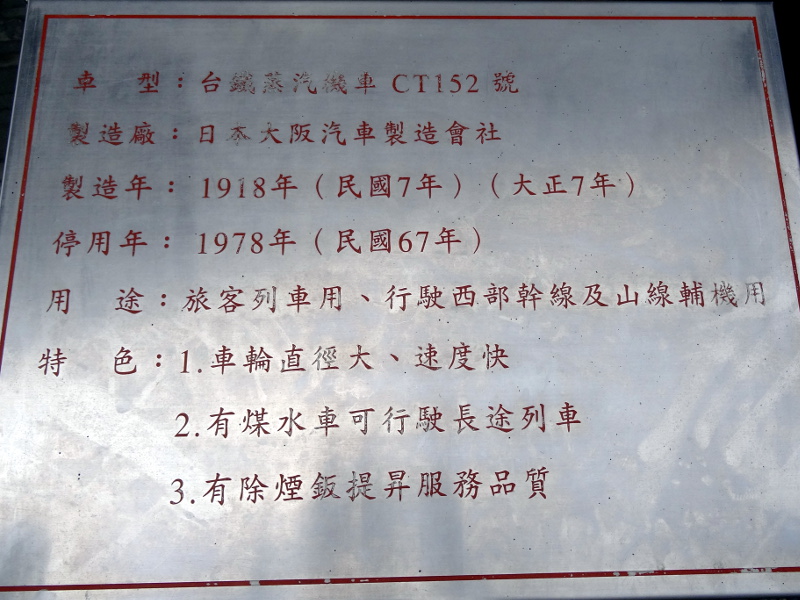 車 型：台鐵蒸汽機車 CT152 號
製造廠：日本大阪汽車製造會社
製造年： 1918年（民國7年）（大正7年）
停用年： 1978年（民國67年）
用 途：旅客列車用、行駛西部幹線及山線輔機用
特 色：1.車輪直徑大、速度快
2.有煤水車可行駛長途列車
3.有除煙鈑提昇服務品質